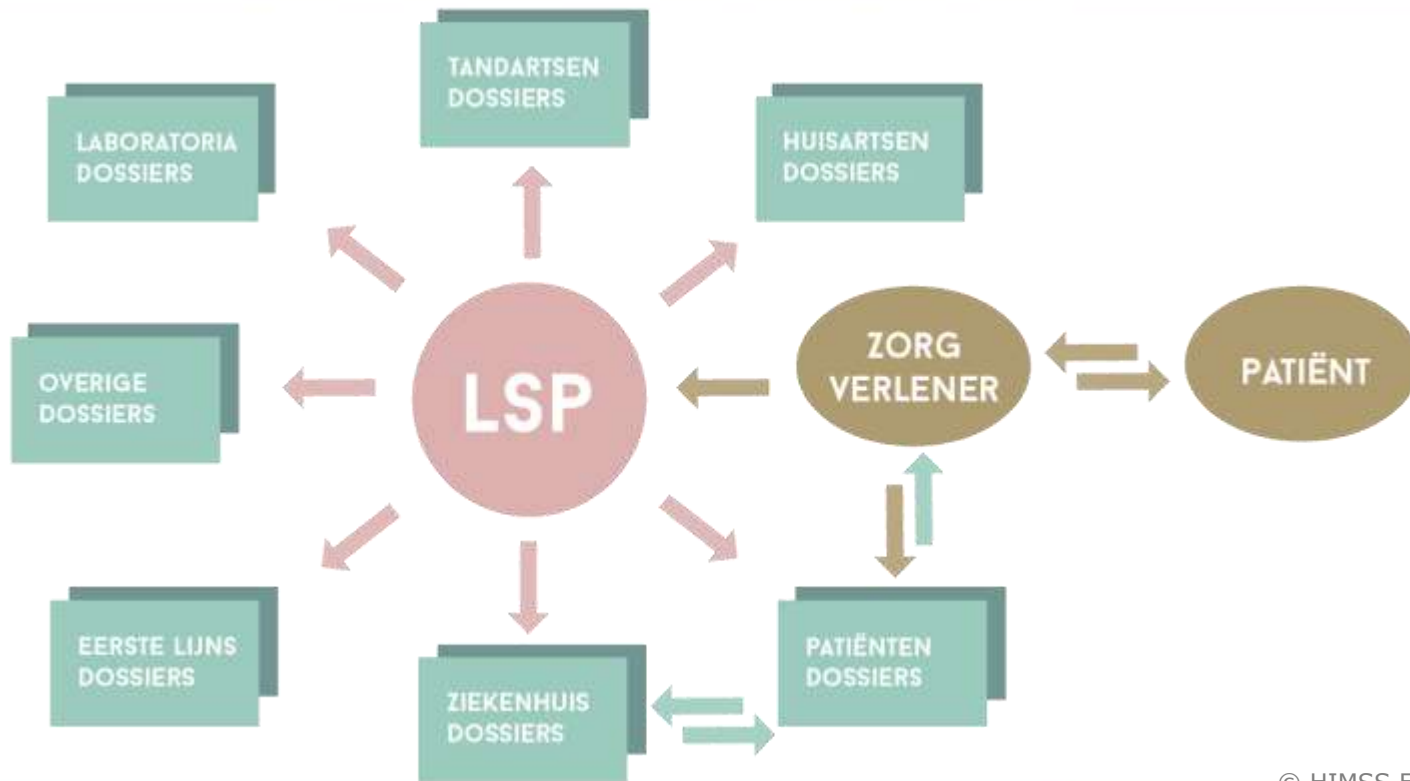 TANDARTSEN
DOSSIERS
LABORATORIA
DOSSIERS
HUISARTSEN
DOSSIERS
OVERIGE
DOSSIERS
LSP
ZORG
VERLENER
PATIËNT
EERSTE LIJNS
DOSSIERS
ZIEKENHUIS
DOSSIERS
PATIËNTEN
DOSSIERS
© HIMSS